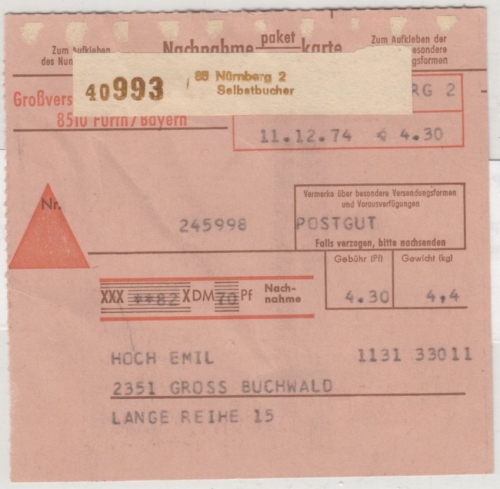 Zum Aufkleben
des Nu
Nachnahme paket karte
Zum Aufkleben der
besondere
ungsformen
40993
85 Nürnberg 2
Selbstbucher
Großvers
8510 Fürth/Bayern
RG 2
11.12.74 4.30
Nr.
245998
Vermerke über besondere Versendungsformen
und Vorausverfügungen
POSTGUT
Falls verzogen, bitte nachsenden
Gebühr (Pf)
Gewicht (kg)
4.30
4,4
XXX **82 X DM 70 Pf
Nach-
nahme
HOCH EMIL 1131 33011
2351 GROSS BUCHWALD
LANGE REIHE 15